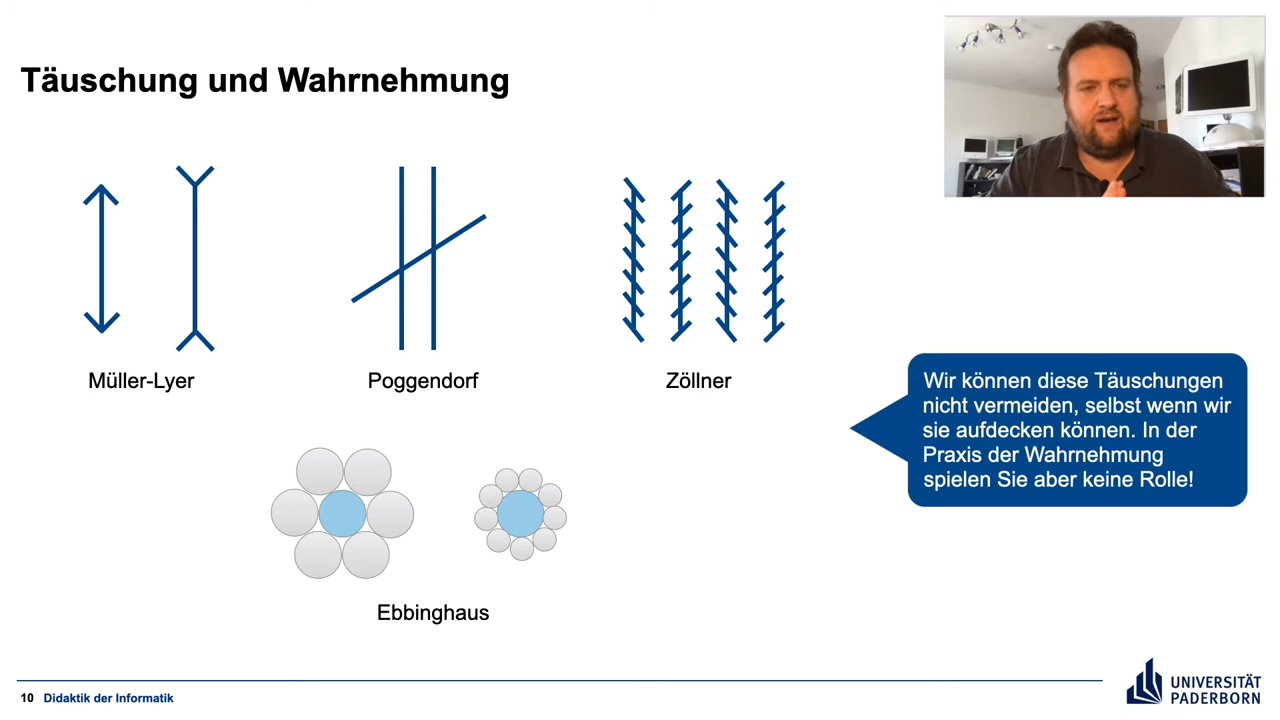 Täuschung und Wahrnehmung
Müller-Lyer
Poggendorf
Zöllner
Wir können diese Täuschungen
nicht vermeiden, selbst wenn wir
sie aufdecken können. In der
Praxis der Wahrnehmung
spielen Sie aber keine Rolle!
Ebbinghaus
10 Didaktik der Informatik
UNIVERSITÄT
PADERBORN